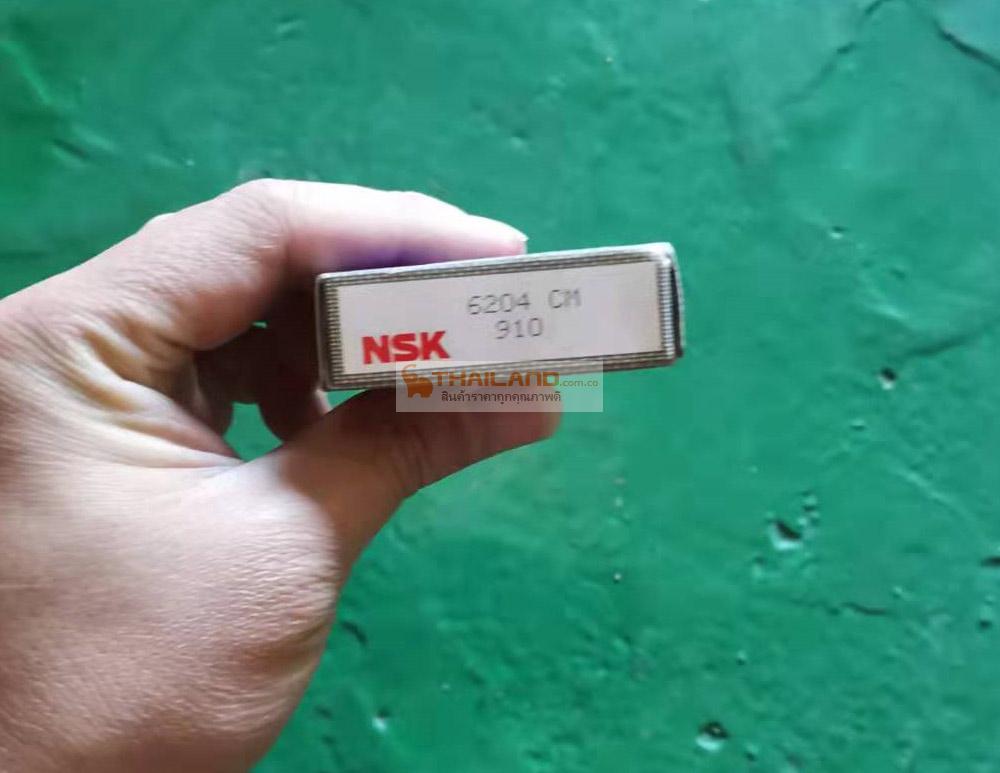 6204 CM
910
NSK
THAILAND.com.co
สินค้าราคาถูกคุณภาพดี